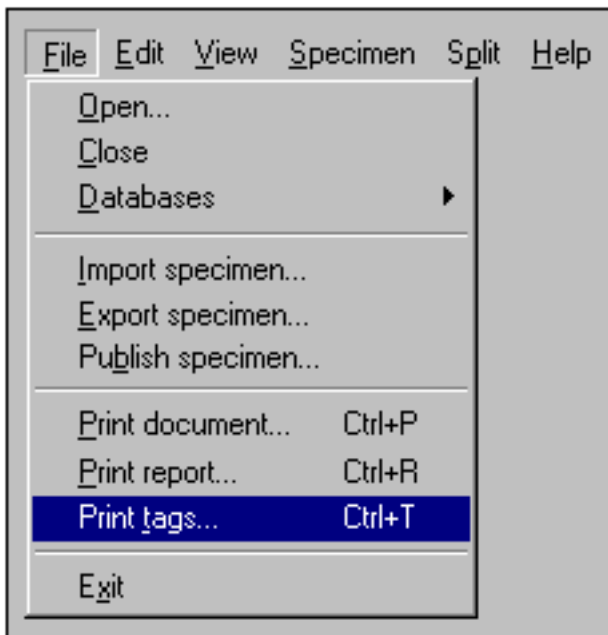 File Edit View Specimen Split Help
Open...
Close
Databases
Import specimen...
Export specimen...
Publish specimen...
Print document... Ctrl+P
Print report... Ctrl+R
Print tags... Ctrl+T
Exit